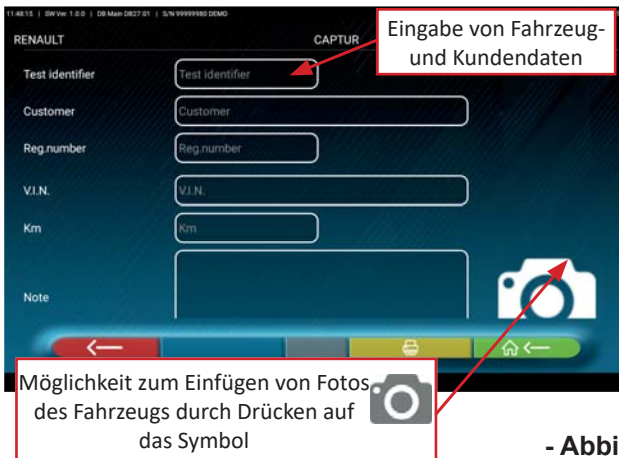 11:48:15 | SW Ver. 1.0.0 | DB Main DB27.01 | S/N 99999980 DEMO
RENAULT CAPTUR
Eingabe von Fahrzeug-
und Kundendaten
Test identifier Test identifier
Customer Customer
Reg.number Reg.number
V.I.N. V.I.N.
Km Km
Note
Möglichkeit zum Einfügen von Fotos
des Fahrzeugs durch Drücken auf
das Symbol
- Abbi